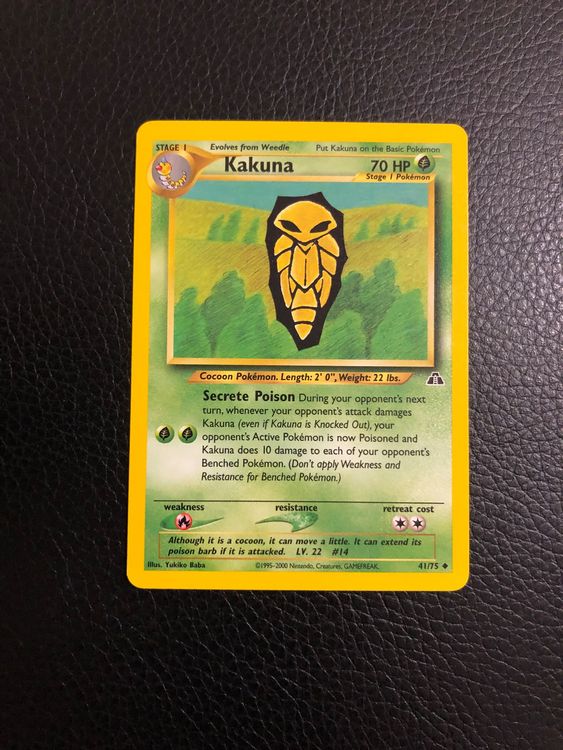 STAGE 1 Evolves from Weedle Put Kakuna on the Basic Pokémon
Kakuna 70 HP
Stage 1 Pokémon
Cocoon Pokémon. Length: 2' 0", Weight: 22 lbs.
Secrete Poison During your opponent's next
turn, whenever your opponent's attack damages
Kakuna (even if Kakuna is Knocked Out), your
opponent's Active Pokémon is now Poisoned and
Kakuna does 10 damage to each of your opponent's
Benched Pokémon. (Don't apply Weakness and
Resistance for Benched Pokémon.)
weakness resistance retreat cost
Although it is a cocoon, it can move a little. It can extend its
poison barb if it is attacked. LV. 22 #14
Illus. Yukiko Baba ©1995-2000 Nintendo, Creatures, GAMEFREAK. 41/75